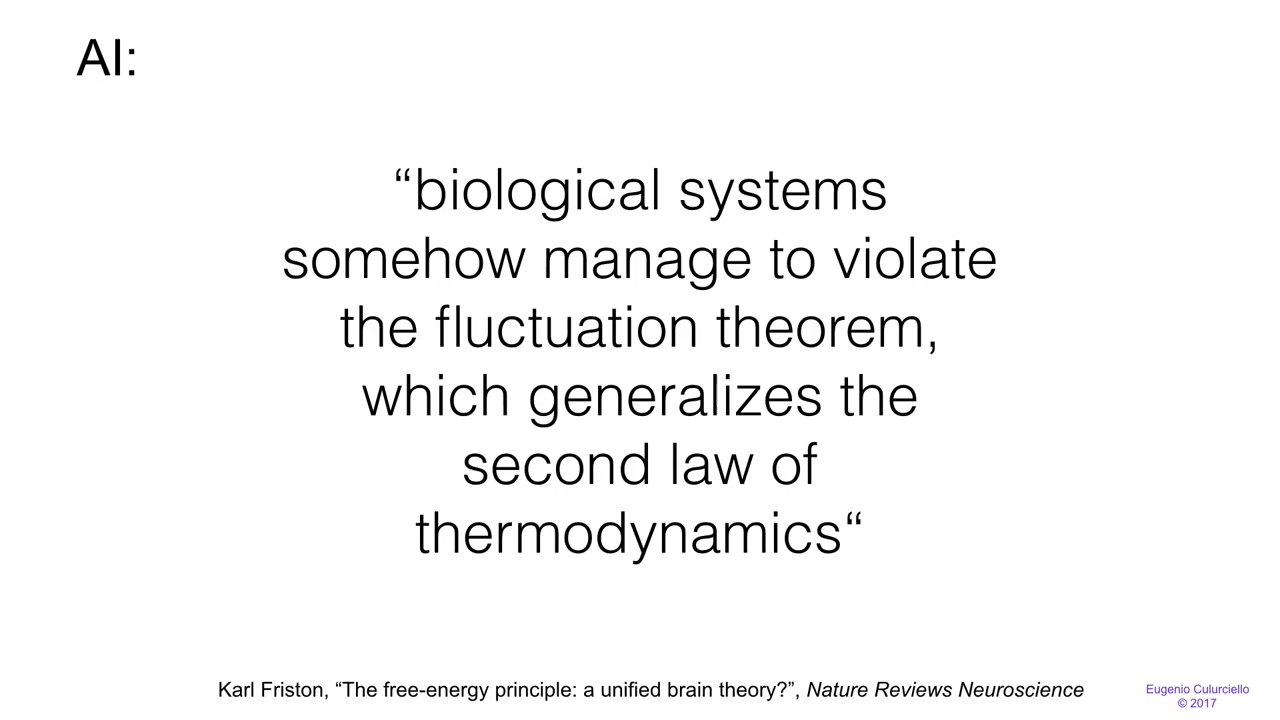 AI:
“biological systems
somehow manage to violate
the fluctuation theorem,
which generalizes the
second law of
thermodynamics“
Karl Friston, “The free-energy principle: a unified brain theory?”, Nature Reviews Neuroscience
Eugenio Culurciello
© 2017